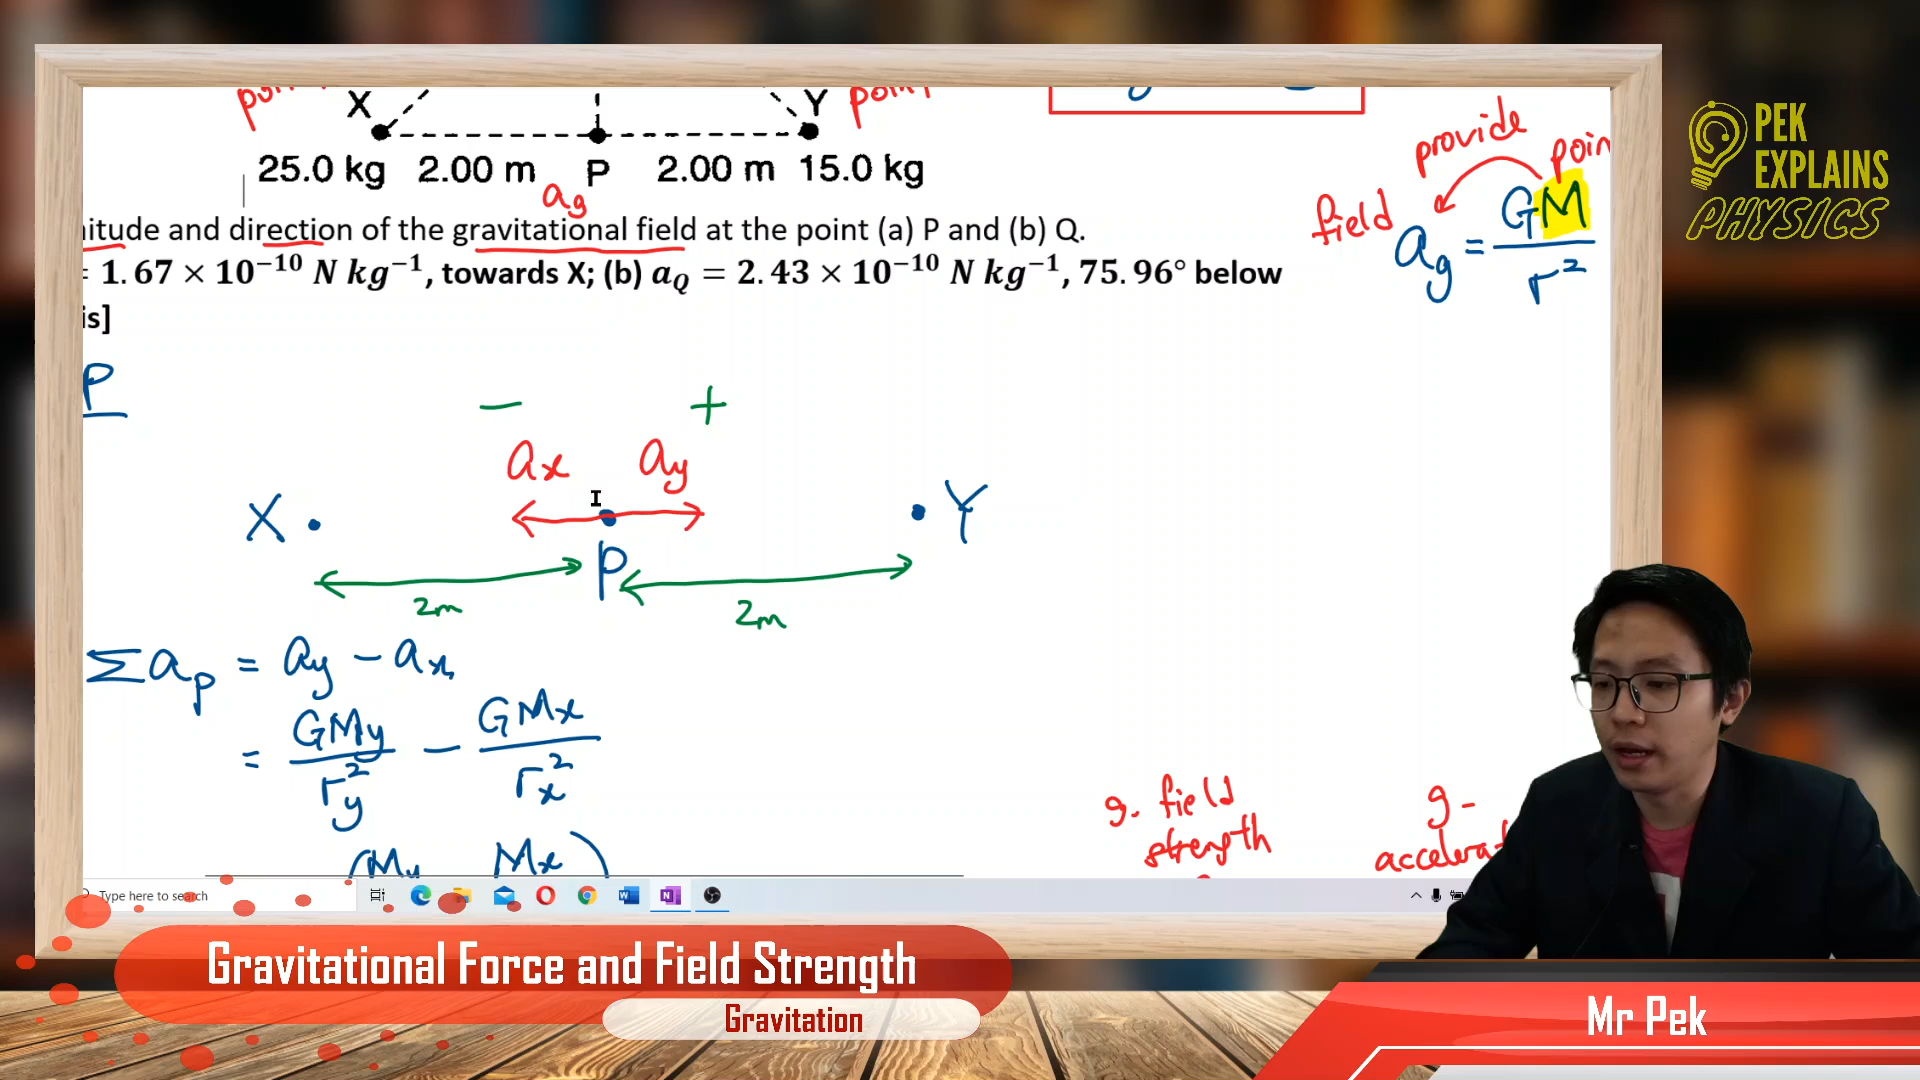 X
Y
25.0 kg 2.00 m P 2.00 m 15.0 kg
ag
and direction of the gravitational field at the point (a) P and (b) Q.
= 1.67 × 10−10 N kg−1, towards X; (b) aQ = 2.43 × 10−10 N kg−1, 75.96° below
is]
provide
field
ag = GM / r2
PEK
EXPLAINS
PHYSICS
P
− +
ax ay
X P Y
2m 2m
Σap = ay − ax
= GMy / ry2 − GMx / rx2
(My Mx)
g. field
strength
g -
Type here to search
Gravitational Force and Field Strength
Gravitation
Mr Pek